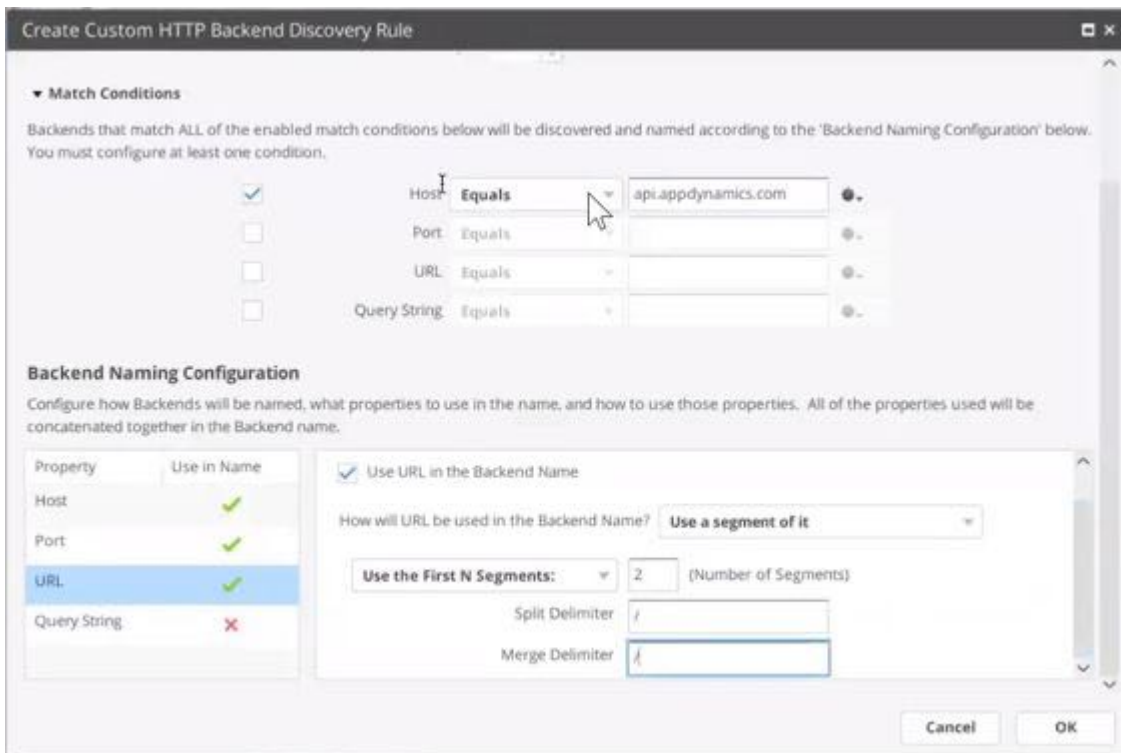 Create Custom HTTP Backend Discovery Rule
Match Conditions
Backends that match ALL of the enabled match conditions below will be discovered and named according to the 'Backend Naming Configuration' below.
You must configure at least one condition.
Host Equals api.appdynamics.com
Port Equals
URL Equals
Query String Equals
Backend Naming Configuration
Configure how Backends will be named, what properties to use in the name, and how to use those properties. All of the properties used will be
concatenated together in the Backend name.
Property Use in Name
Host
Port
URL
Query String
Use URL in the Backend Name
How will URL be used in the Backend Name? Use a segment of it
Use the First N Segments: 2 (Number of Segments)
Split Delimiter /
Merge Delimiter /
Cancel OK